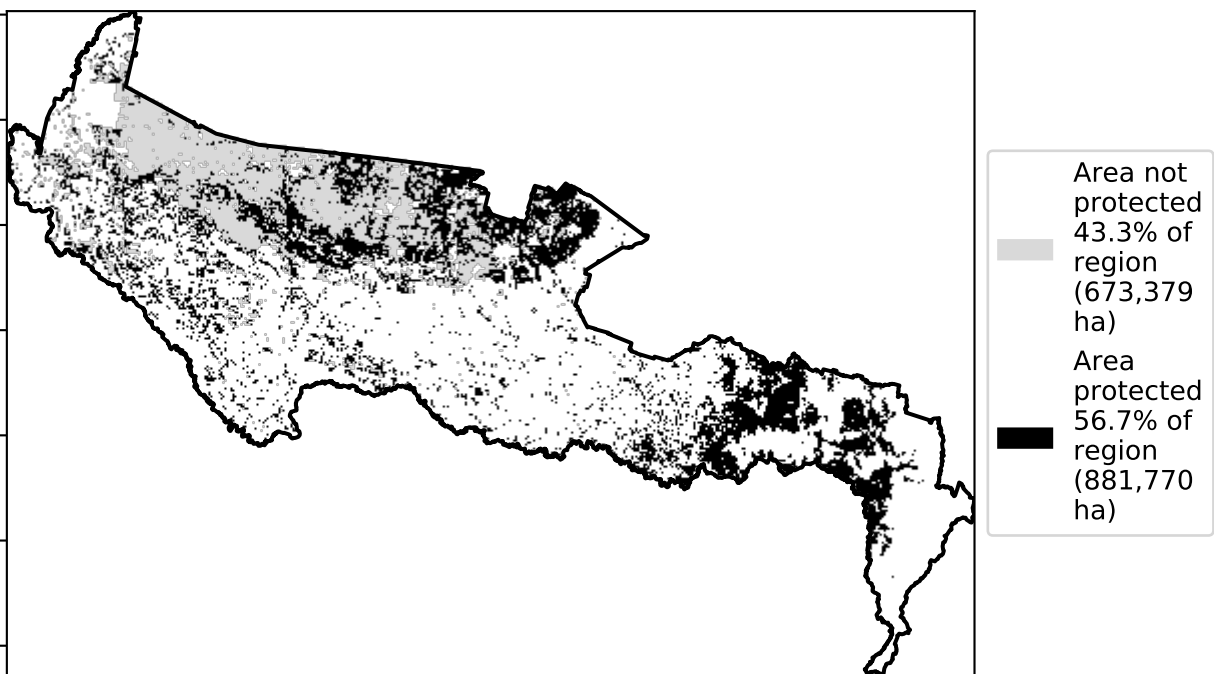 Area not
protected
43.3% of
region
(673,379
ha)
Area
protected
56.7% of
region
(881,770
ha)